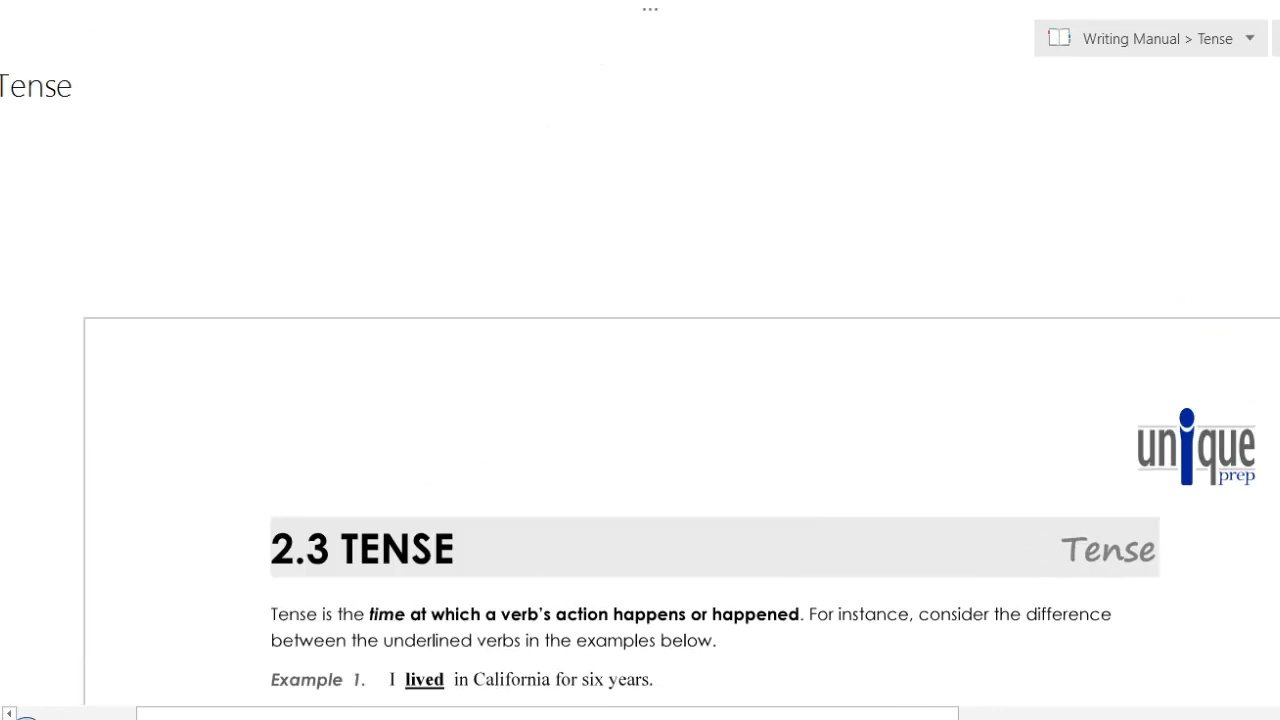 ...
Writing Manual > Tense
Tense
unique
prep
2.3 TENSE
Tense
Tense is the time at which a verb's action happens or happened. For instance, consider the difference
between the underlined verbs in the examples below.
Example 1. I lived in California for six years.